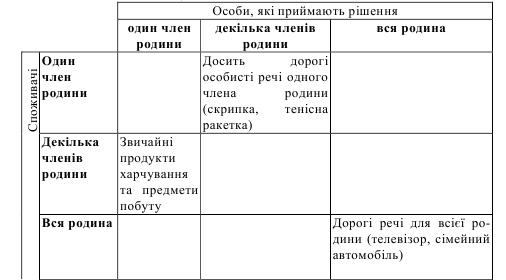 Особи, які приймають рішення
один член
родини
декілька членів
родини
вся родина
Споживачі
Один
член
родини
Досить дорогі
особисті речі одного
члена родини
(скрипка, тенісна
ракетка)
Декілька
членів
родини
Звичайні
продукти
харчування
та предмети
побуту
Вся родина
Дорогі речі для всієї ро-
дини (телевізор, сімейний
автомобіль)